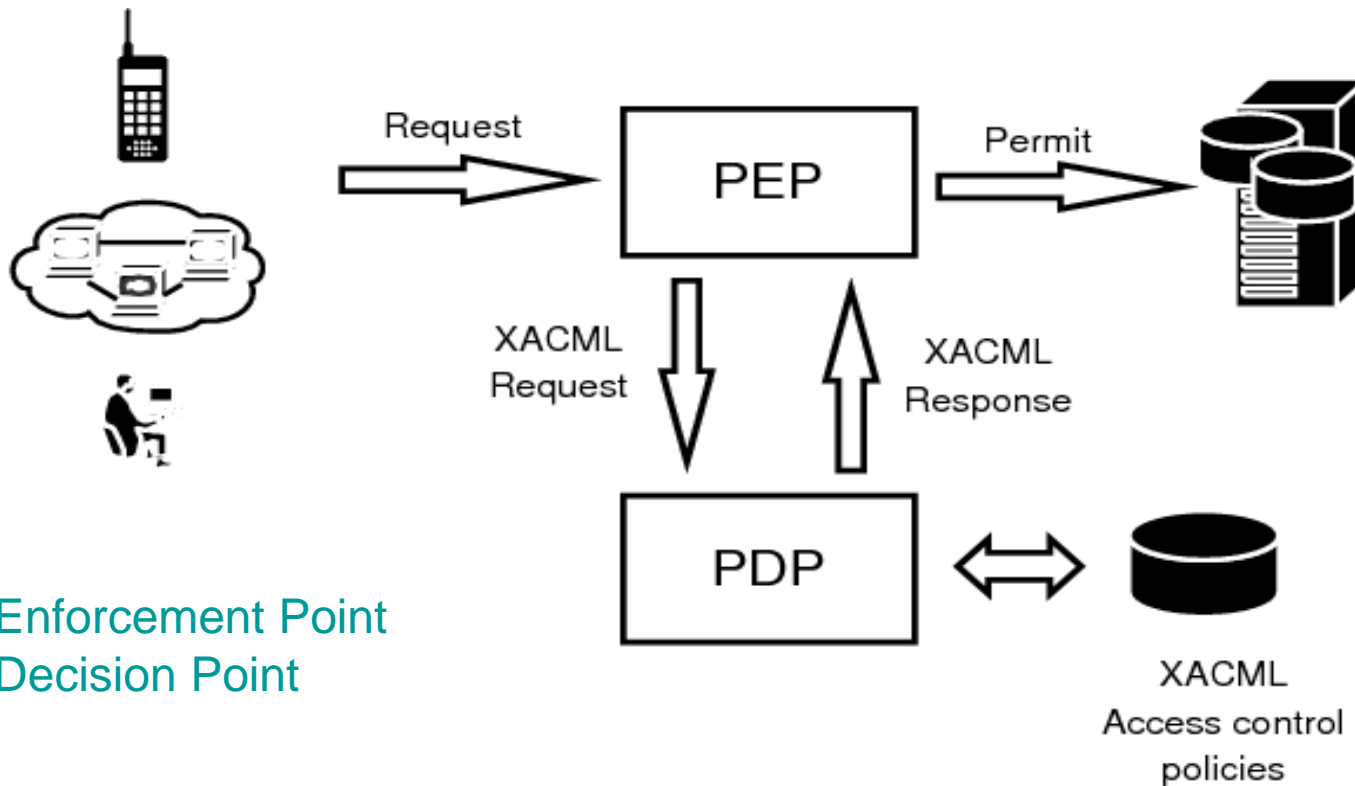 Request
PEP
Permit
XACML
Request
XACML
Response
PDP
Enforcement Point
Decision Point
XACML
Access control
policies